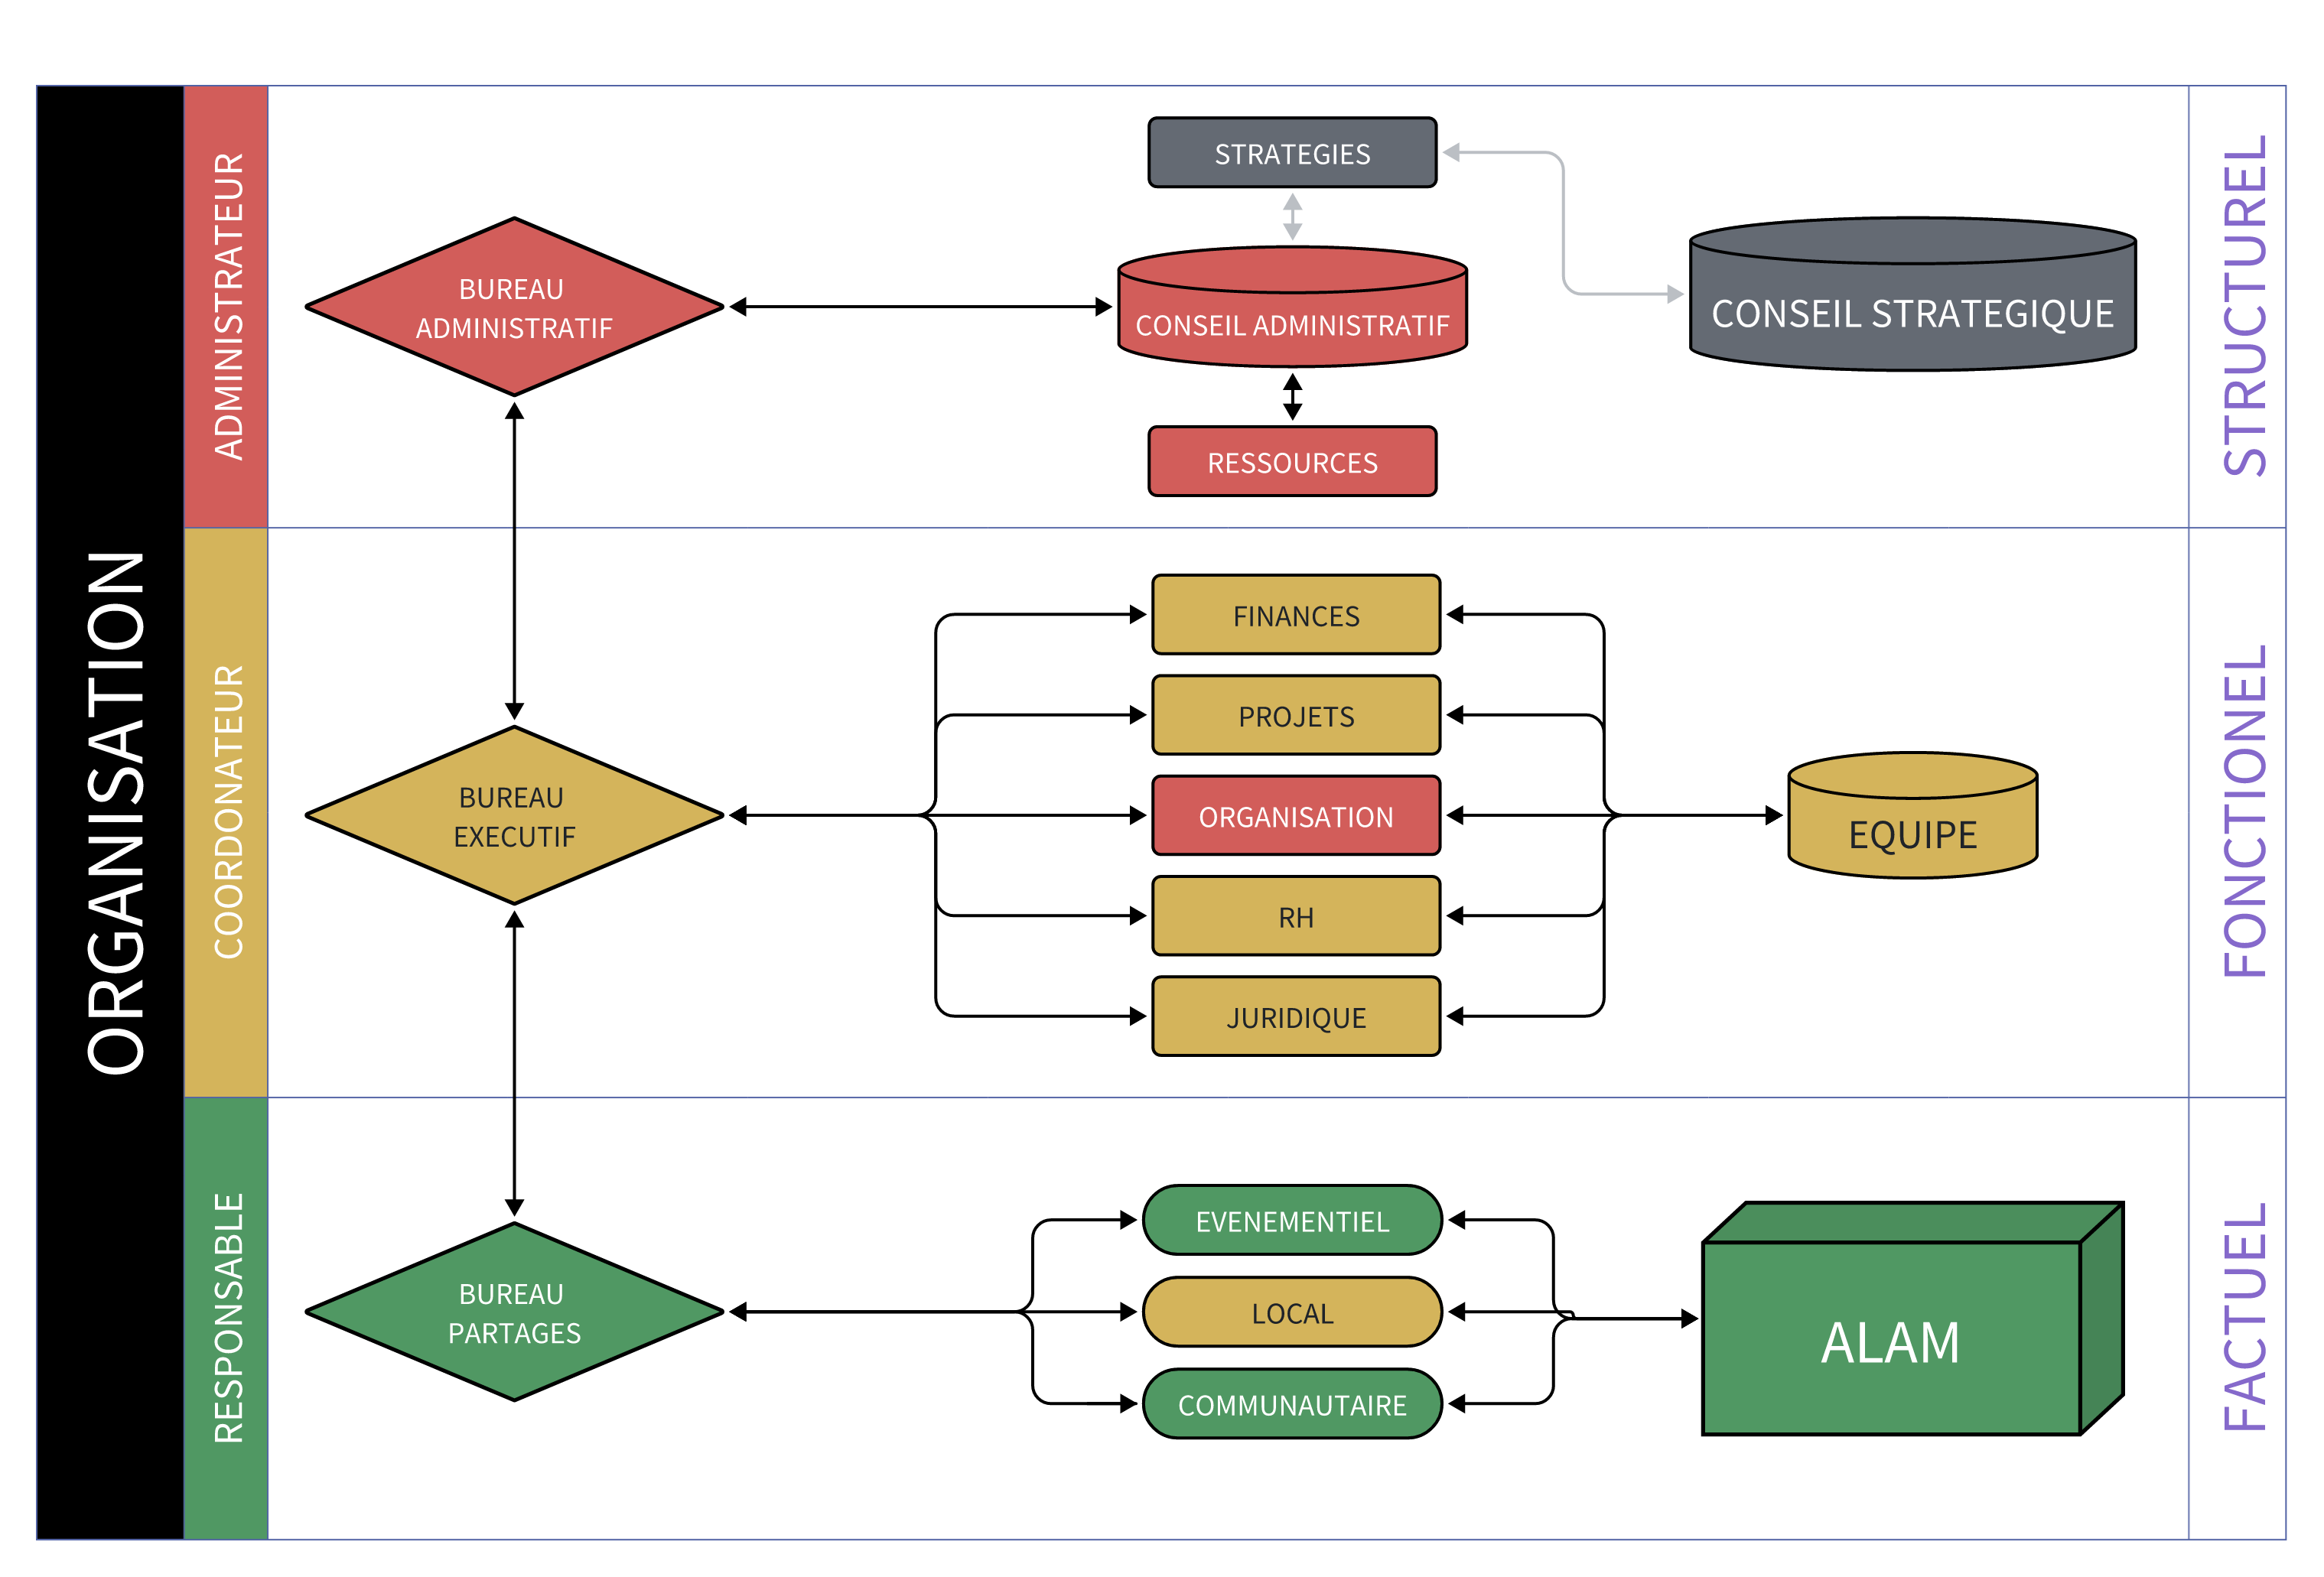 ORGANISATION
ADMINISTRATEUR
STRATEGIES
BUREAU
ADMINISTRATIF
CONSEIL ADMINISTRATIF
CONSEIL STRATEGIQUE
RESSOURCES
STRUCTUREL
COORDONATEUR
FINANCES
PROJETS
BUREAU
EXECUTIF
ORGANISATION
EQUIPE
RH
JURIDIQUE
FONCTIONEL
RESPONSABLE
EVENEMENTIEL
BUREAU
PARTAGES
LOCAL
ALAM
COMMUNAUTAIRE
FACTUEL